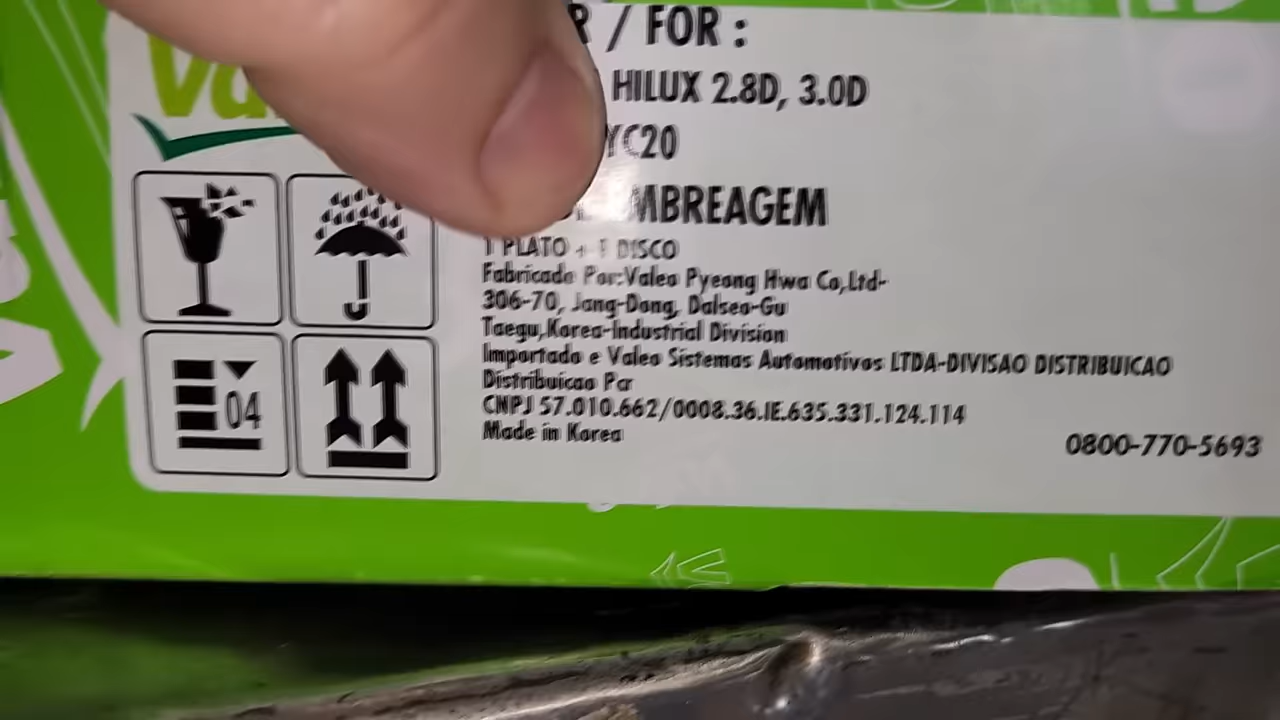 / FOR :
HILUX 2.8D, 3.0D
YC20
MBREAGEM
1 PLATO + 1 DISCO
Fabricado Por:Valeo Pyeong Hwa Co,Ltd-
306-70, Jang-Dong, Dalseo-Gu
Taegu,Korea-Industrial Division
Importado e Valeo Sistemas Automotivos LTDA-DIVISAO DISTRIBUICAO
Distribuicao Por
CNPJ 57.010.662/0008.36.IE.635.331.124.114
Made in Korea
0800-770-5693
04